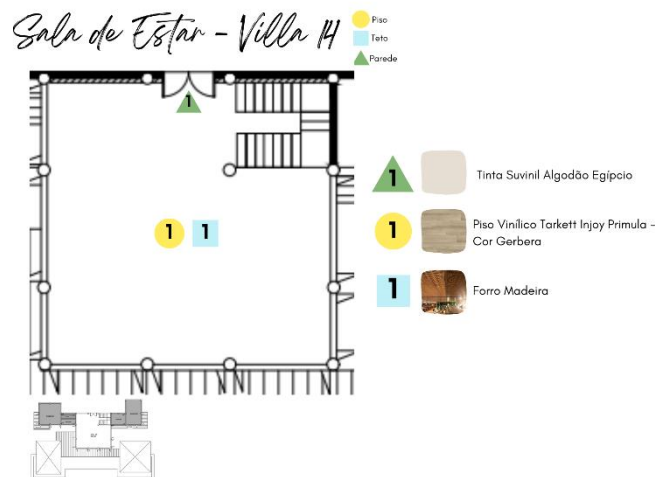 Sala de Estar - Villa 14
Piso
Teto
Parede
1
1
1
1
Tinta Suvinil Algodão Egípcio
1
Piso Vinílico Tarkett Injoy Primula -
Cor Gerbera
1
Forro Madeira